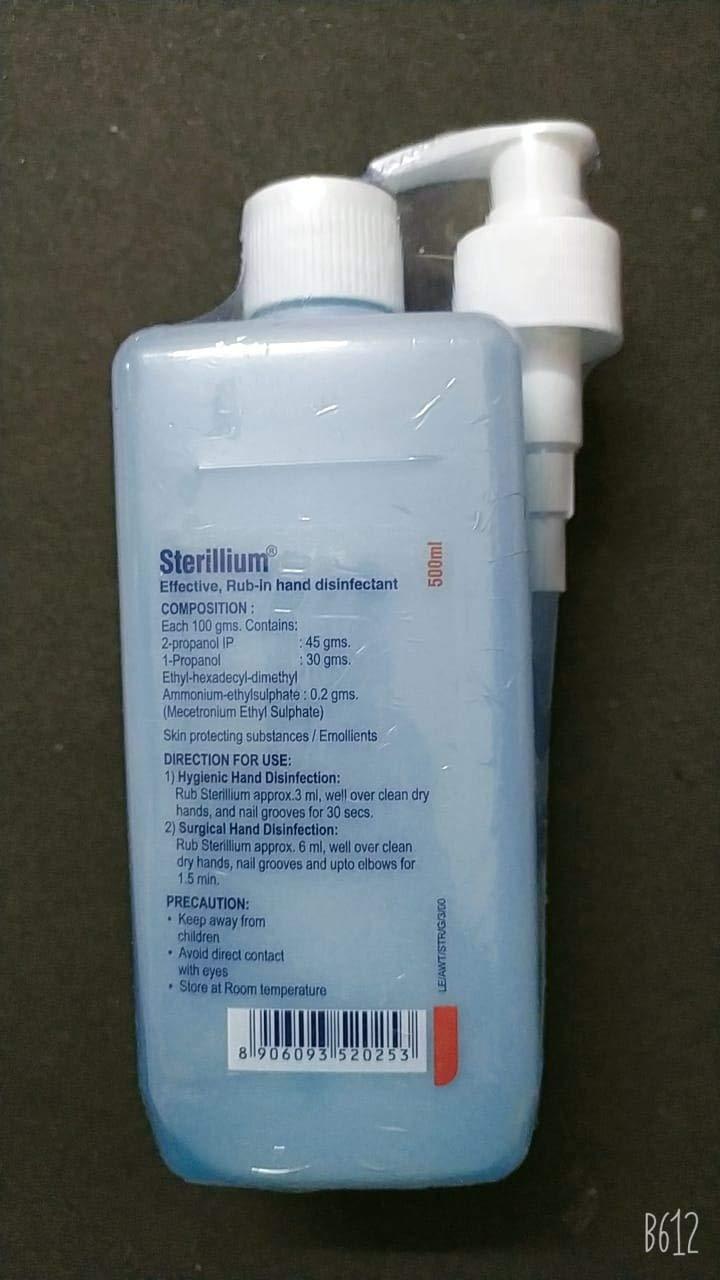 Sterillium®
500ml
Effective, Rub-in hand disinfectant
COMPOSITION :
Each 100 gms. Contains:
2-propanol IP : 45 gms.
1-Propanol : 30 gms.
Ethyl-hexadecyl-dimethyl
Ammonium-ethylsulphate : 0.2 gms.
(Mecetronium Ethyl Sulphate)
Skin protecting substances / Emollients
DIRECTION FOR USE:
1) Hygienic Hand Disinfection:
Rub Sterillium approx.3 ml, well over clean dry
hands, and nail grooves for 30 secs.
2) Surgical Hand Disinfection:
Rub Sterillium approx. 6 ml, well over clean
dry hands, nail grooves and upto elbows for
1.5 min.
PRECAUTION:
• Keep away from
children
• Avoid direct contact
with eyes
• Store at Room temperature
LE/AWT/STR/G/3/00
8 906093 520253
B612